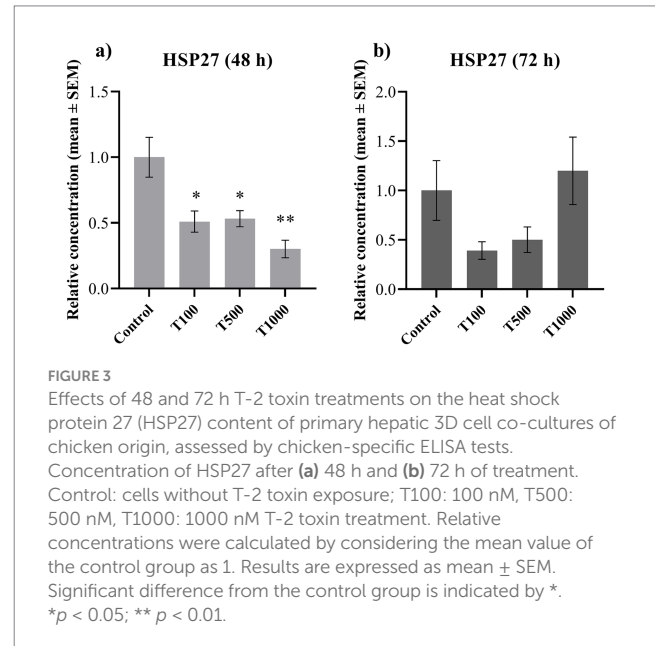 a)
HSP27 (48 h)
Relative concentration (mean ± SEM)
1.5
1.0
0.5
0.0
*
*
**
Control
T100
T500
T1000
b)
HSP27 (72 h)
Relative concentration (mean ± SEM)
2.0
1.5
1.0
0.5
0.0
Control
T100
T500
T1000
FIGURE 3
Effects of 48 and 72 h T-2 toxin treatments on the heat shock
protein 27 (HSP27) content of primary hepatic 3D cell co-cultures of
chicken origin, assessed by chicken-specific ELISA tests.
Concentration of HSP27 after (a) 48 h and (b) 72 h of treatment.
Control: cells without T-2 toxin exposure; T100: 100 nM, T500:
500 nM, T1000: 1000 nM T-2 toxin treatment. Relative
concentrations were calculated by considering the mean value of
the control group as 1. Results are expressed as mean ± SEM.
Significant difference from the control group is indicated by *.
*p < 0.05; ** p < 0.01.